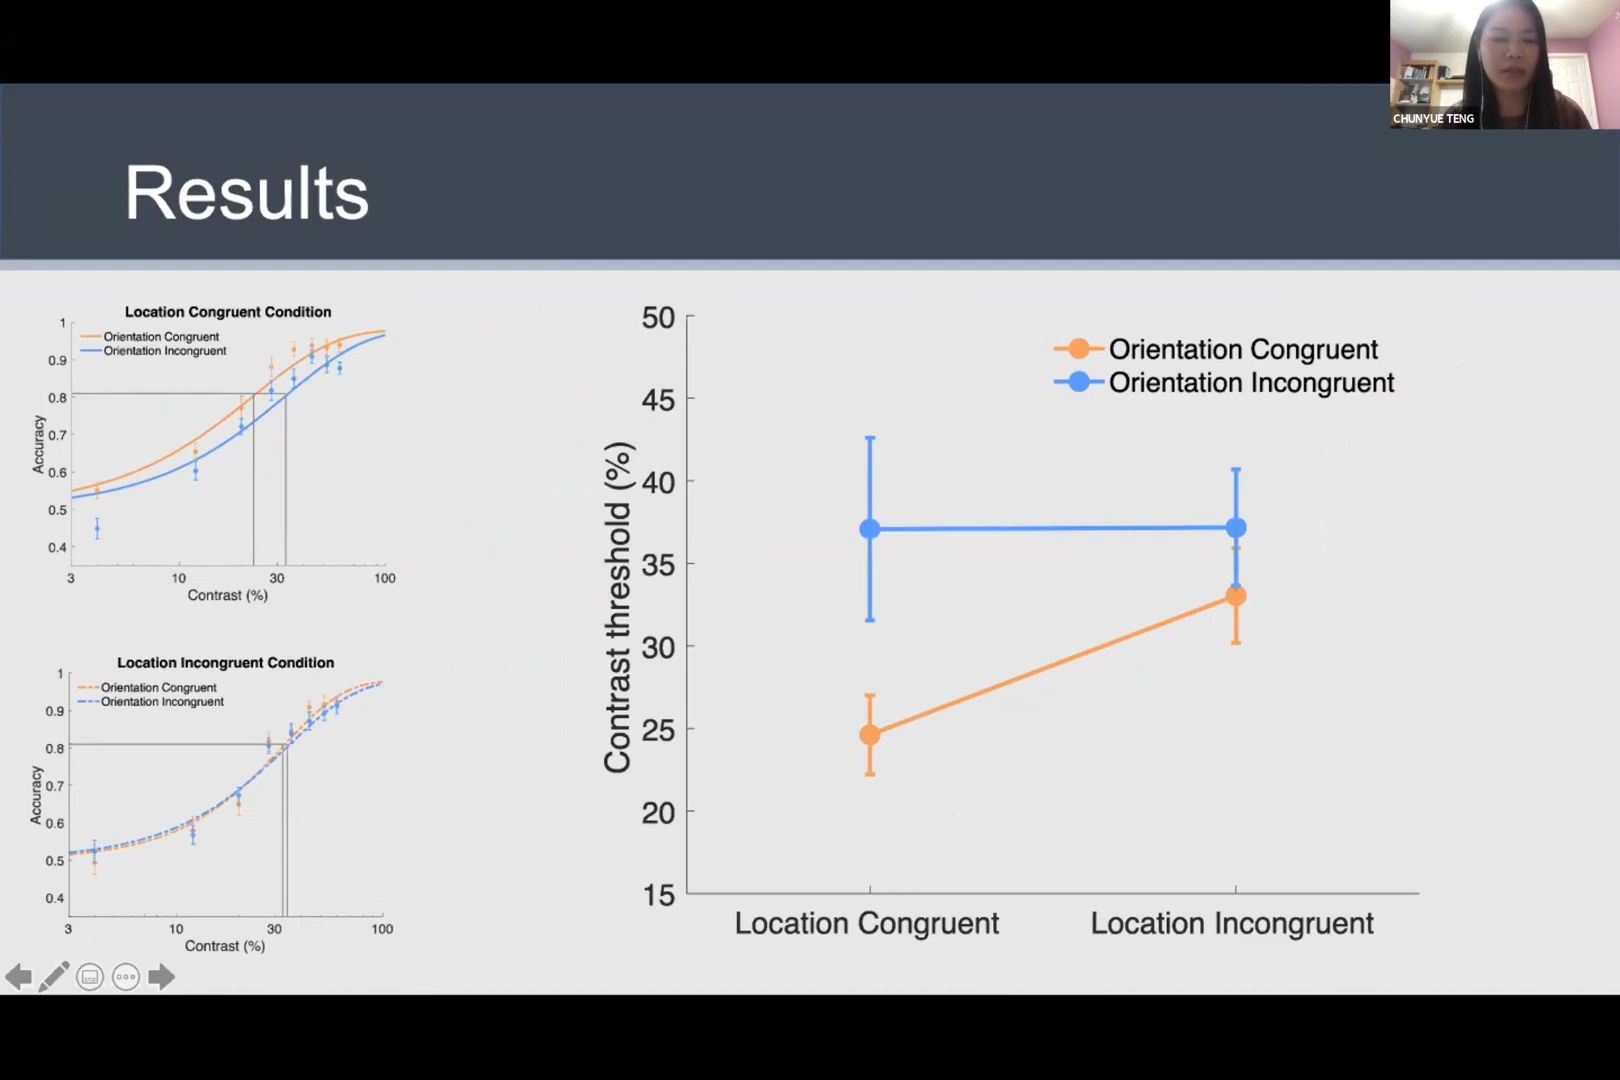 CHUNYUE TENG
Results
Location Congruent Condition
Orientation Congruent
Orientation Incongruent
1
0.9
0.8
0.7
0.6
0.5
0.4
Accuracy
3 10 30 100
Contrast (%)
Location Incongruent Condition
Orientation Congruent
Orientation Incongruent
1
0.9
0.8
0.7
0.6
0.5
0.4
Accuracy
3 10 30 100
Contrast (%)
Orientation Congruent
Orientation Incongruent
50
45
40
35
30
25
20
15
Contrast threshold (%)
Location Congruent Location Incongruent